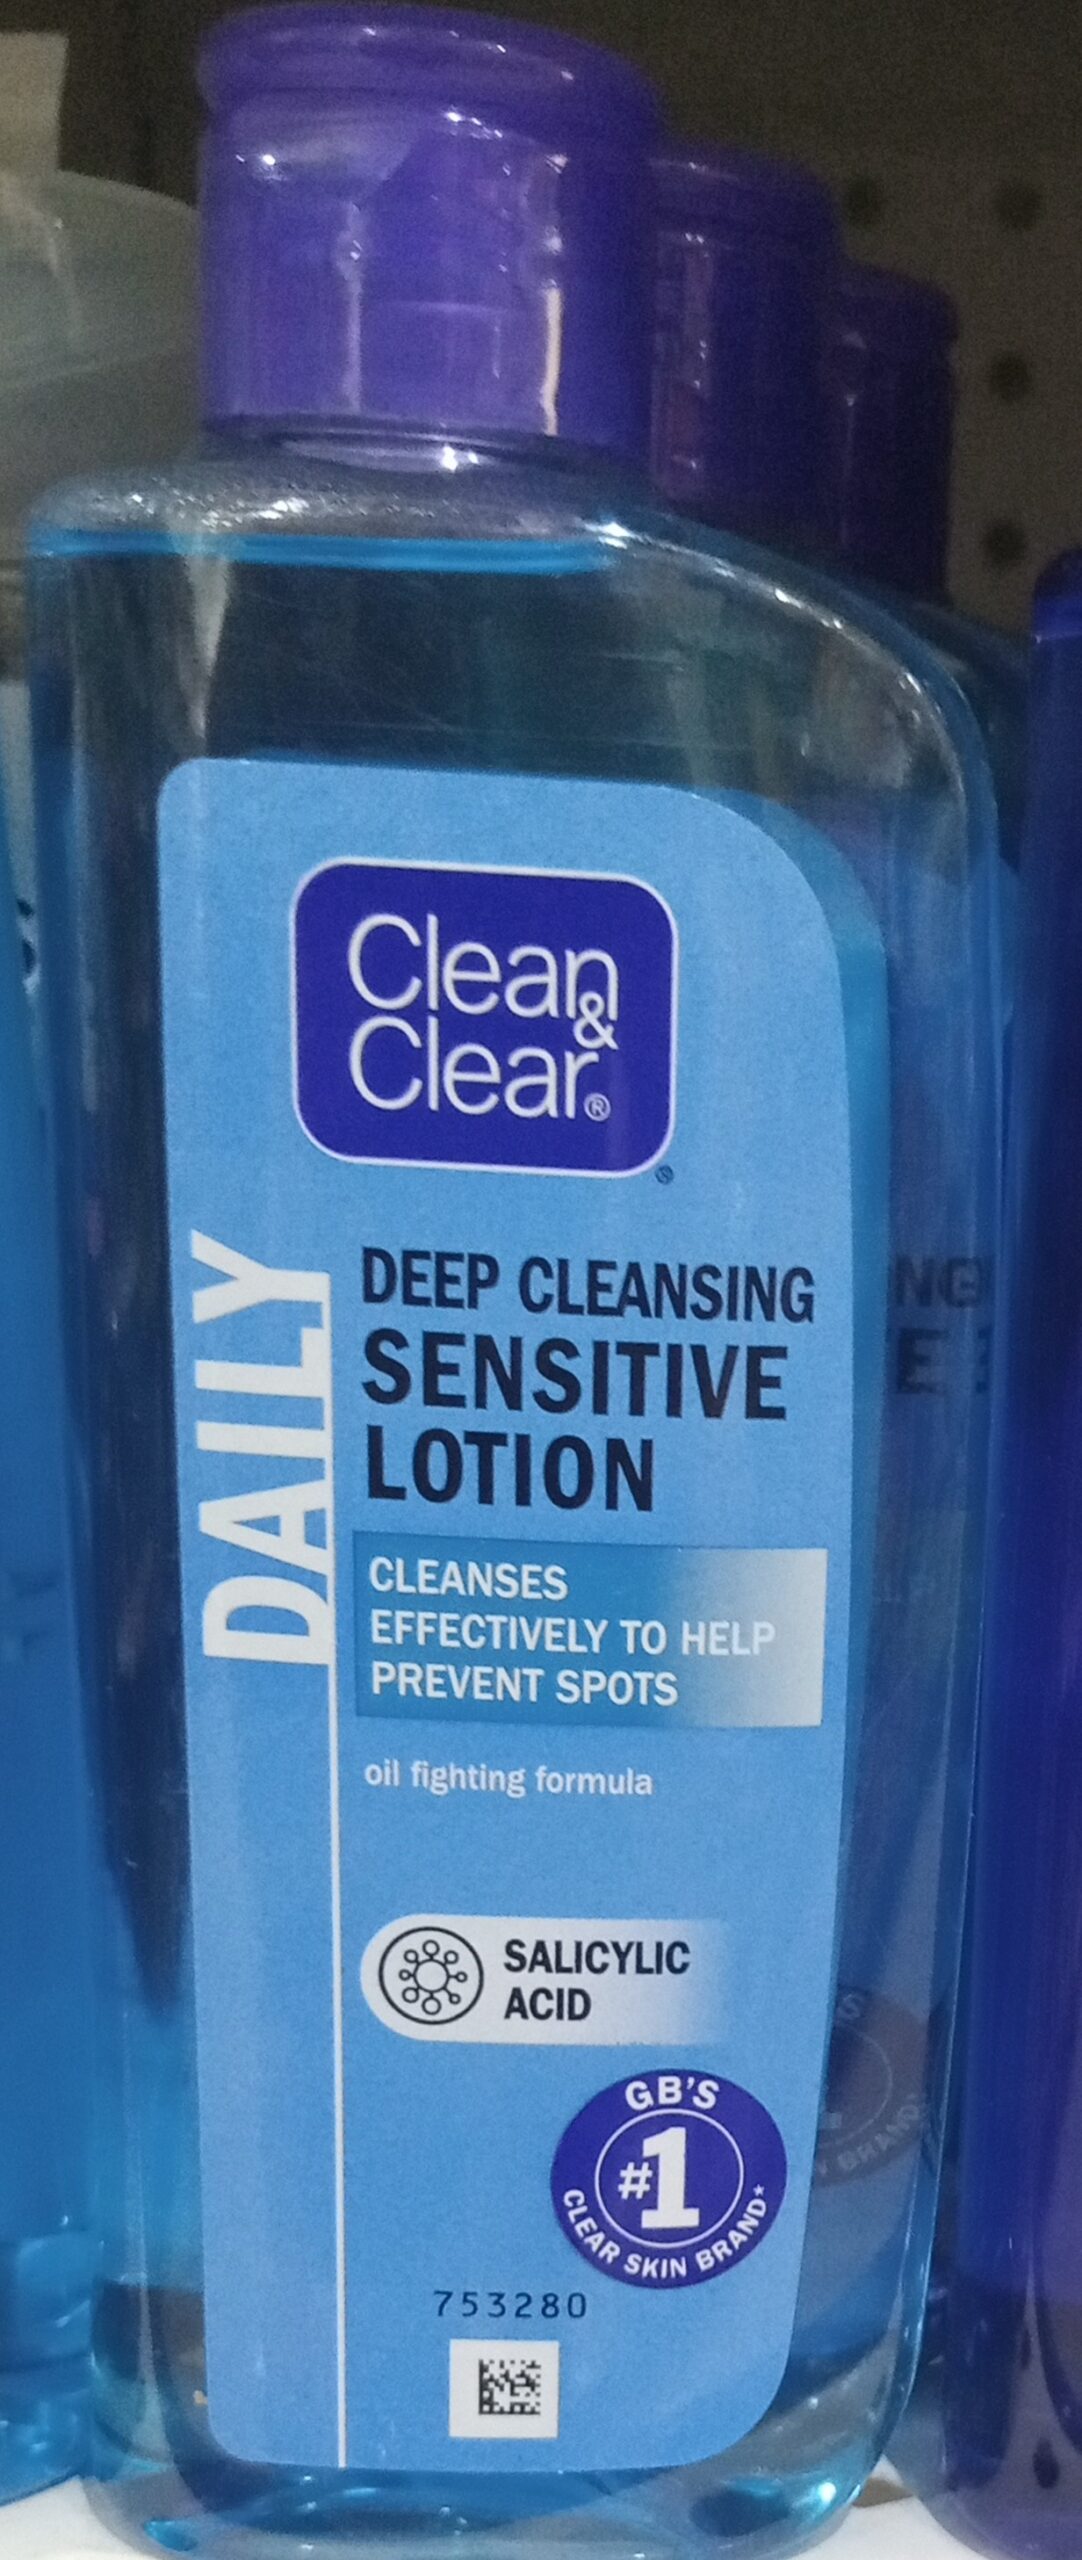 Clean
&
Clear®
®
DAILY
DEEP CLEANSING
SENSITIVE
LOTION
CLEANSES
EFFECTIVELY TO HELP
PREVENT SPOTS
oil fighting formula
SALICYLIC
ACID
GB'S
#1
CLEAR SKIN BRAND*
753280